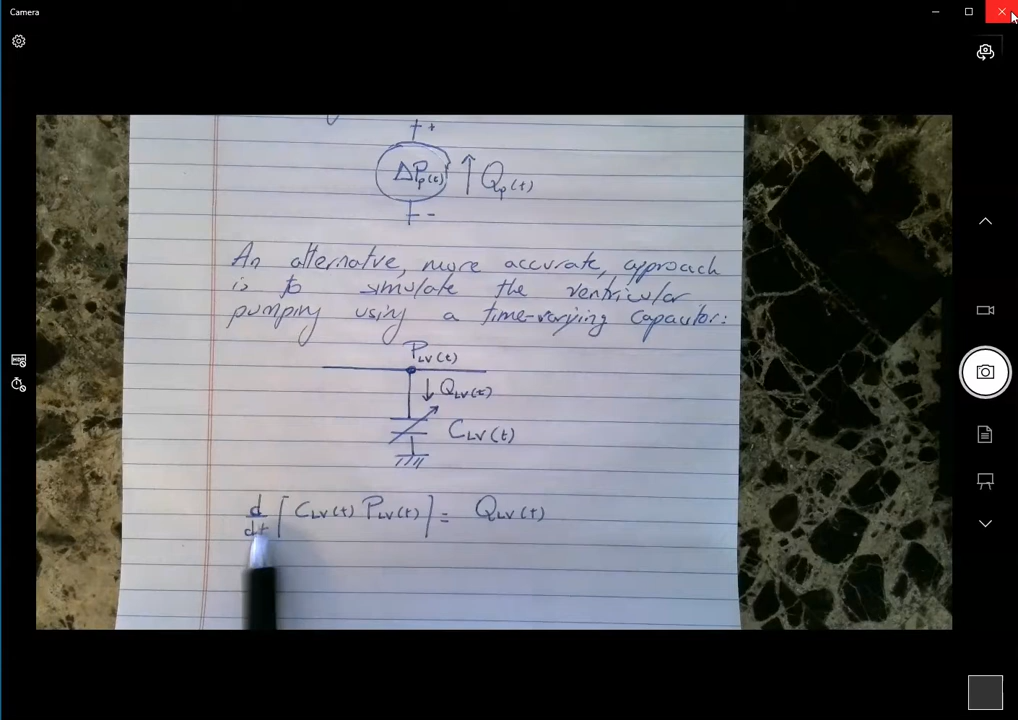 Camera
+
ΔPp(t) ↑ Qp(t)
-
An alternatve, more accurate, approach
is to simulate the ventricular
pumping using a time-varying capacitor:
PLV(t)
↓ QLV(t)
CLV(t)
d/dt [CLV(t) PLV(t)] = QLV(t)